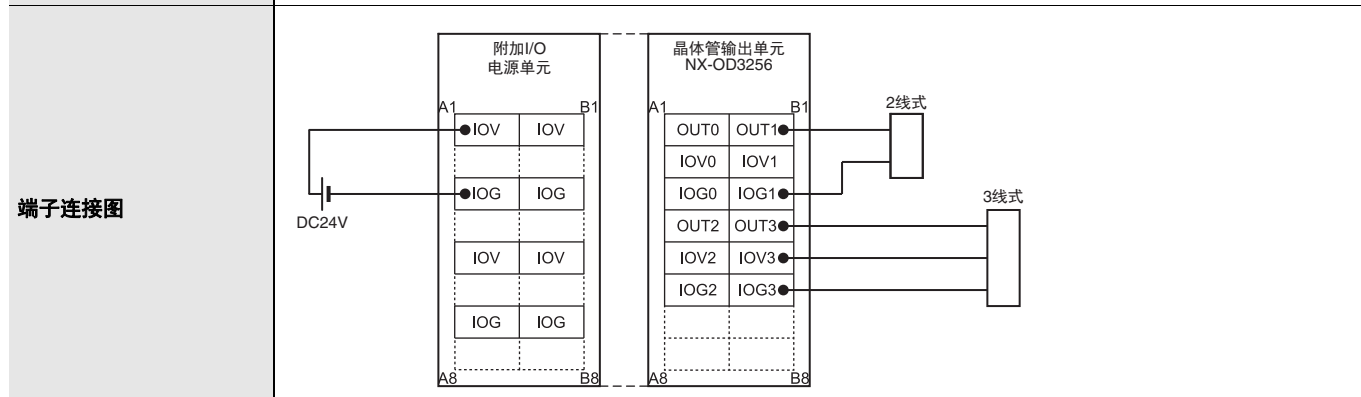 端子连接图
附加I/O
电源单元
A1 B1
IOV IOV
IOG IOG
IOV IOV
IOG IOG
A8 B8
DC24V
晶体管输出单元
NX-OD3256
A1 B1
OUT0 OUT1
IOV0 IOV1
IOG0 IOG1
OUT2 OUT3
IOV2 IOV3
IOG2 IOG3
A8 B8
2线式
3线式